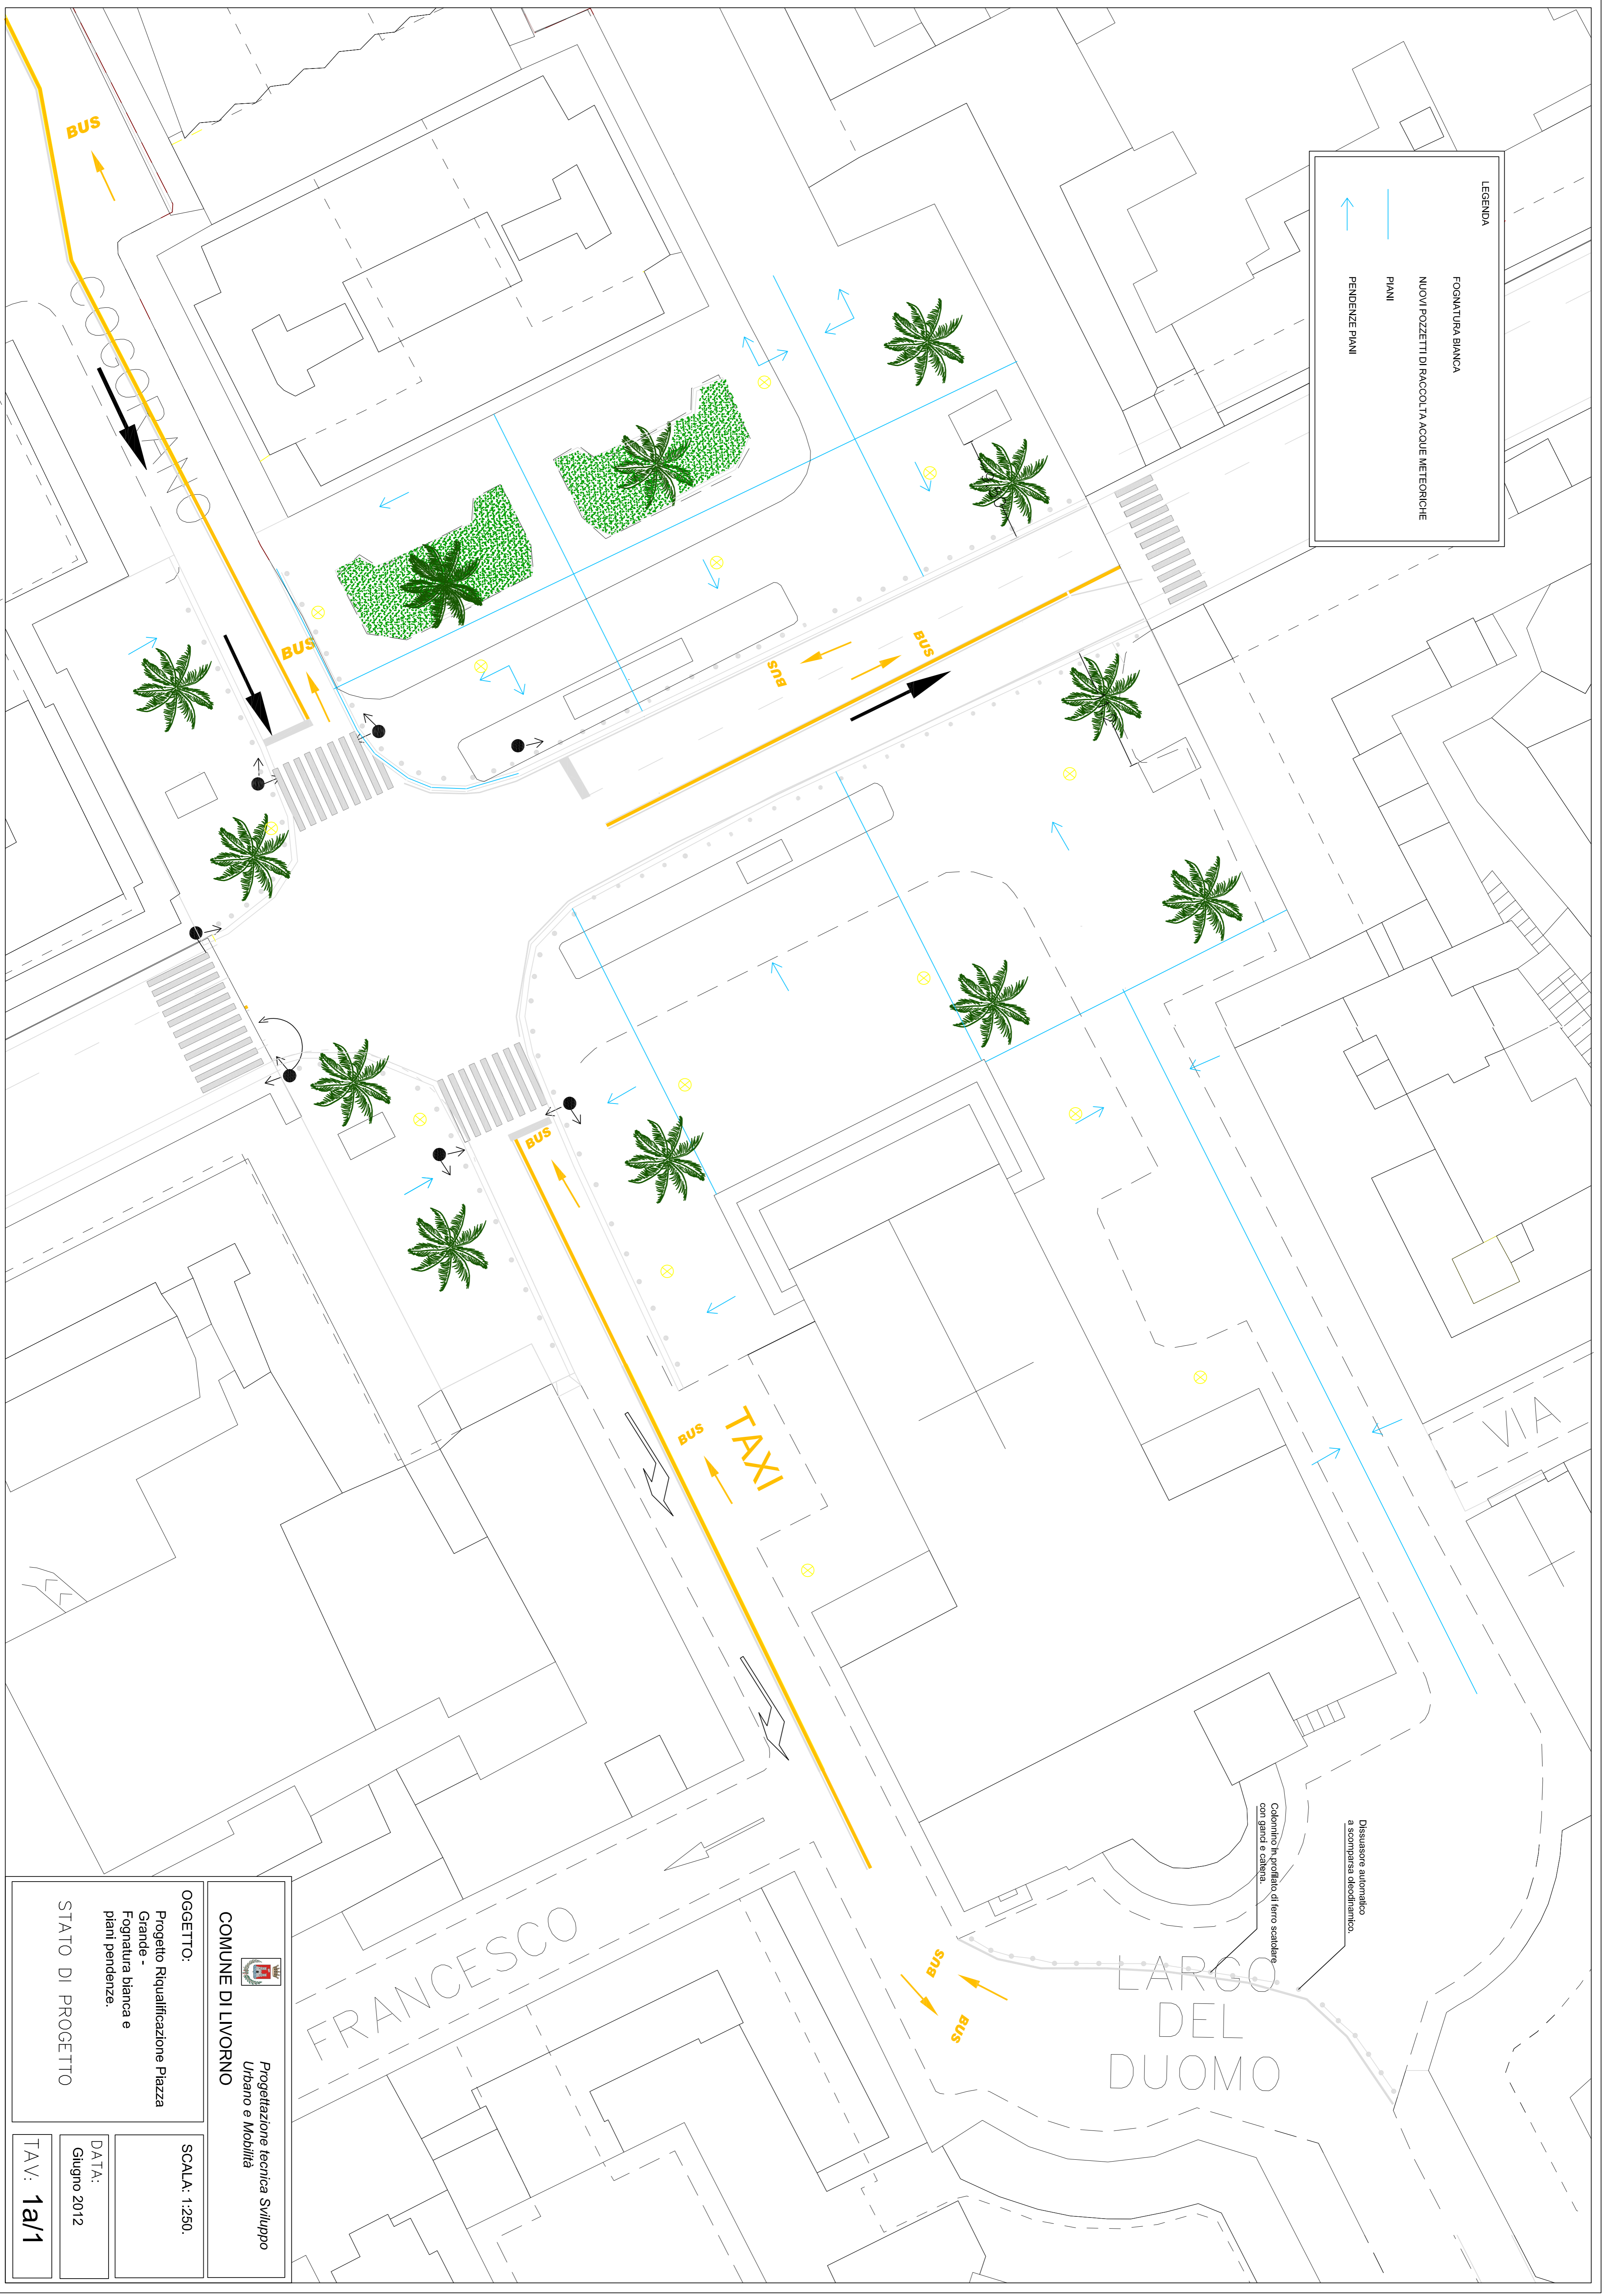 LEGENDA
FOGNATURA BIANCA
NUOVI POZZETTI DI RACCOLTA ACQUE METEORICHE
PIANI
PENDENZE PIANI
BUS
BUS
BUS
BUS
BUS
BUS
TAXI
VIA
Dissuasore automatico
a scomparsa oleodinamico.
Colonnino in profilato di ferro scatolare
con ganci e catena.
BUS
BUS
LARGO
DEL
DUOMO
FRANCESCO
Progettazione tecnica Sviluppo
Urbano e Mobilità
COMUNE DI LIVORNO
OGGETTO:
Progetto Riqualificazione Piazza
Grande -
Fognatura bianca e
piani pendenze.
STATO DI PROGETTO
SCALA: 1:250.
DATA:
Giugno 2012
TAV: 1a/1